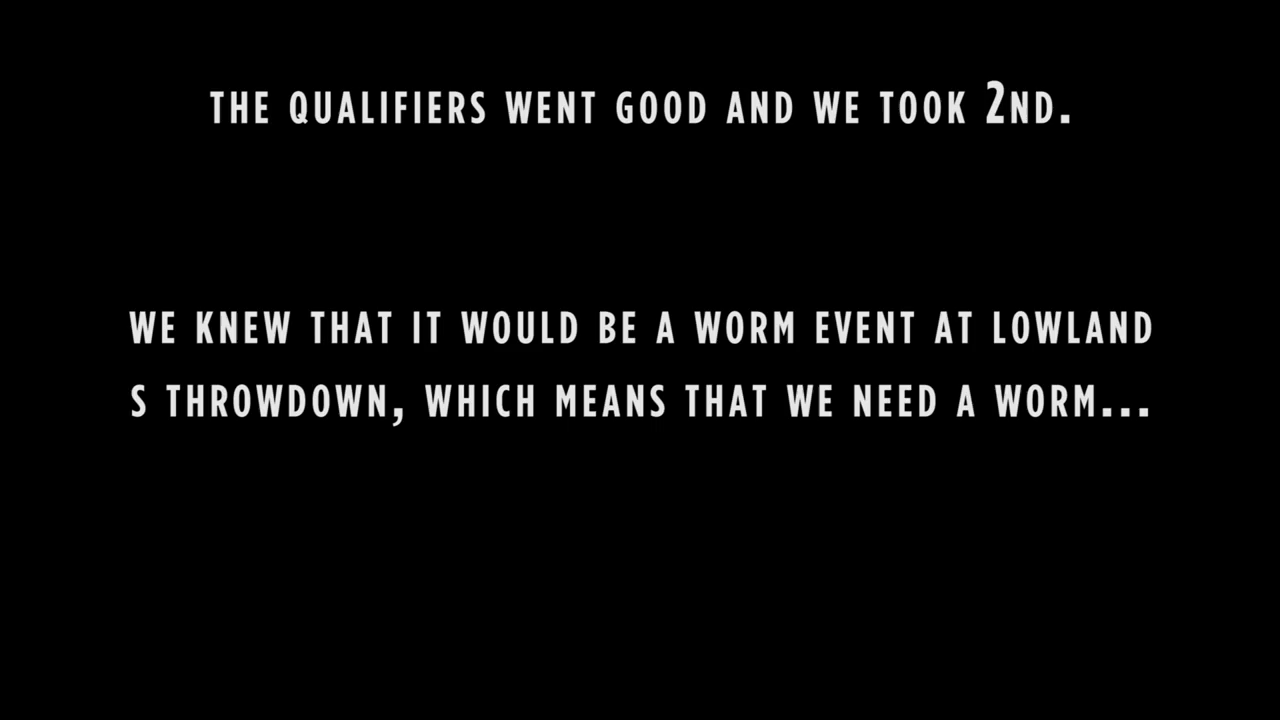 THE QUALIFIERS WENT GOOD AND WE TOOK 2ND.
WE KNEW THAT IT WOULD BE A WORM EVENT AT LOWLAND
S THROWDOWN, WHICH MEANS THAT WE NEED A WORM...